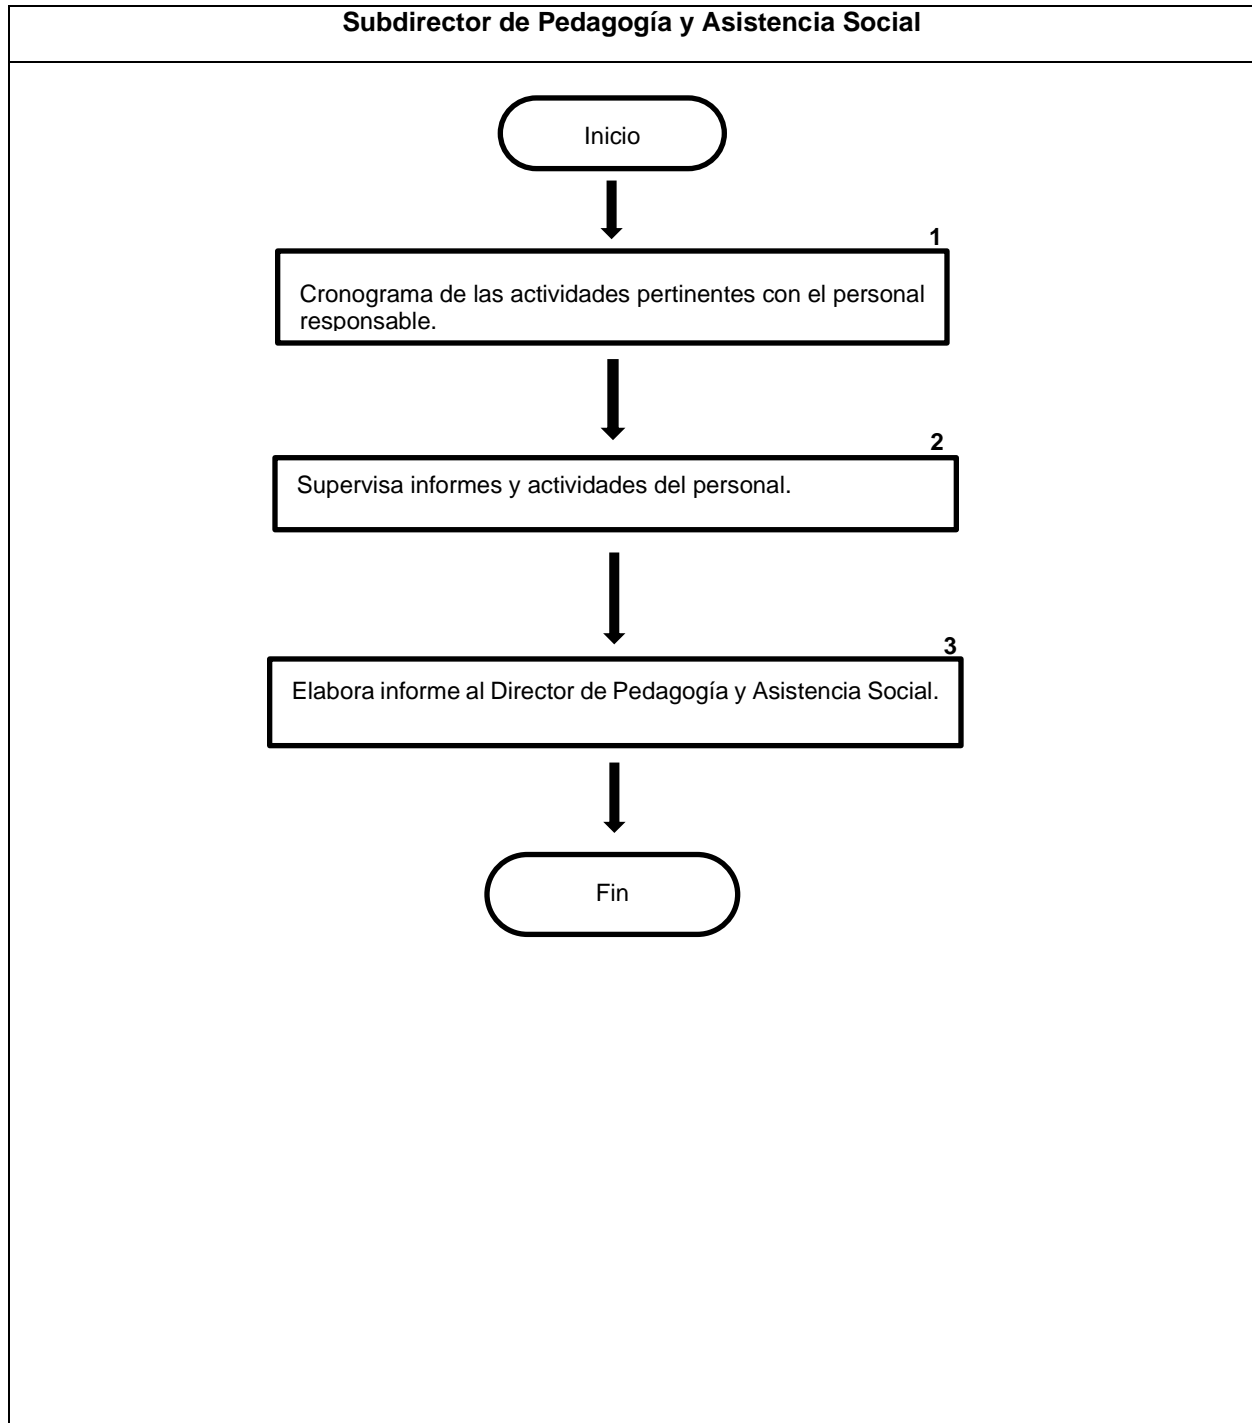 Subdirector de Pedagogía y Asistencia Social
Inicio
1
Cronograma de las actividades pertinentes con el personal
responsable.
2
Supervisa informes y actividades del personal.
3
Elabora informe al Director de Pedagogía y Asistencia Social.
Fin